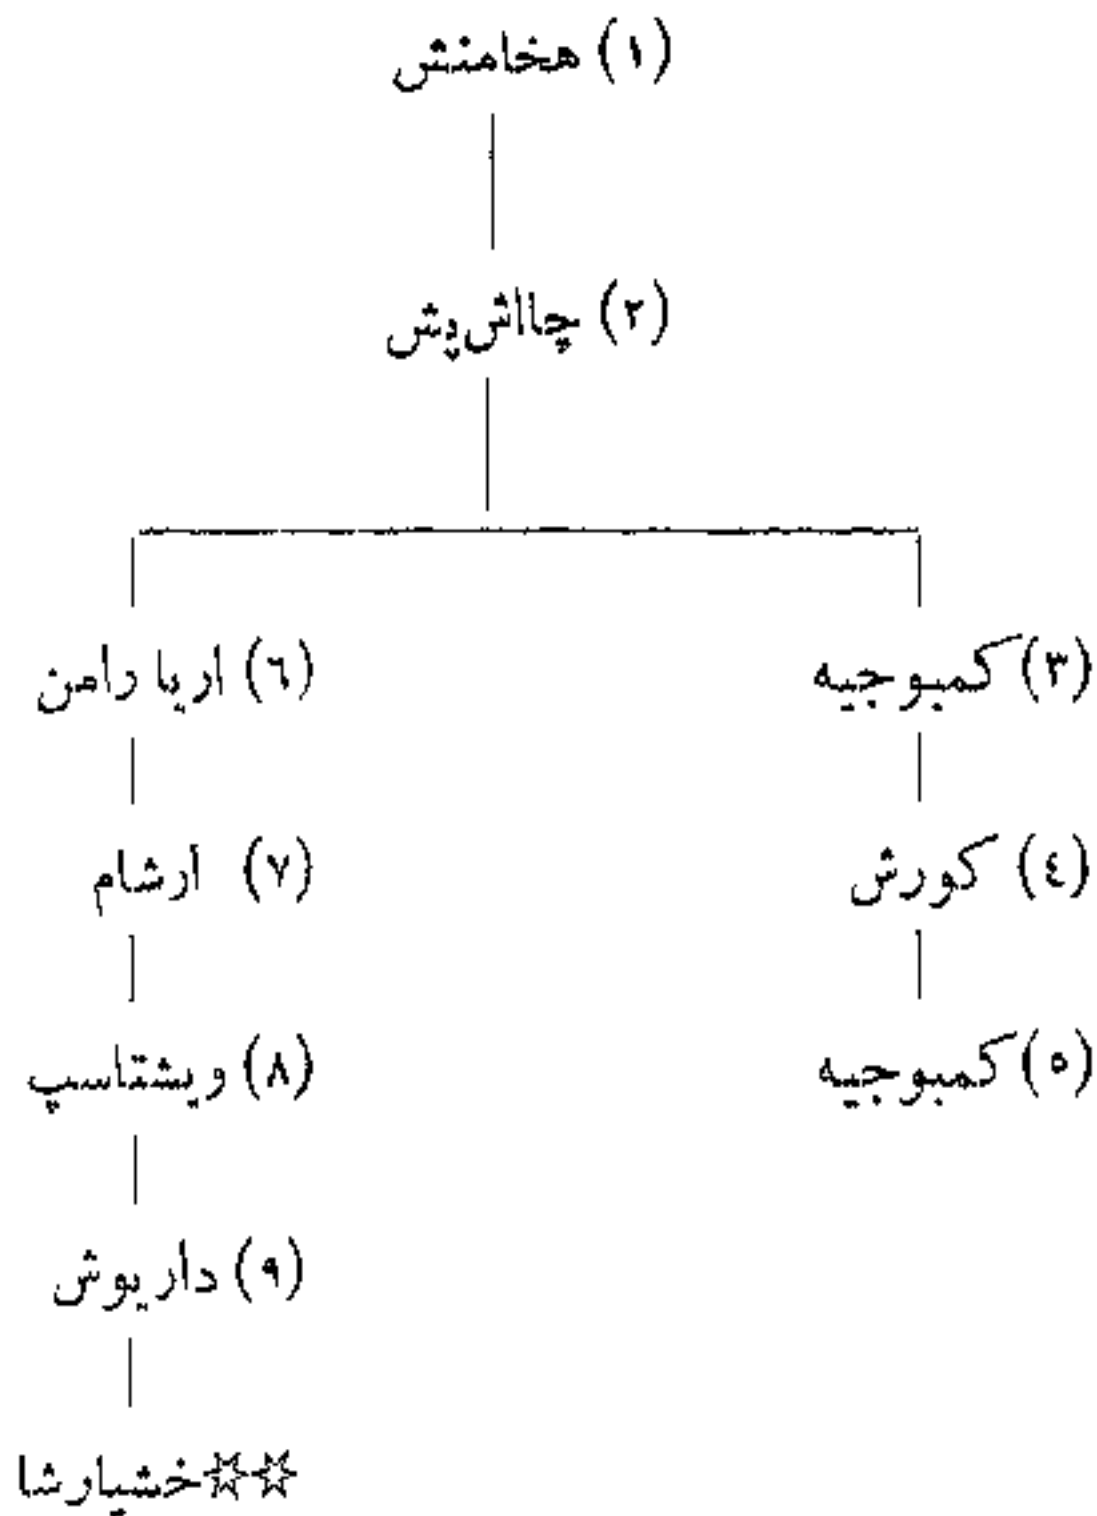 (١) هخامنش
(٢) چااش‌پش
(٣) کمبوجیه
(٦) اریا رامن
(٤) کورش
(٧) ارشام
(٥) کمبوجیه
(٨) ویشتاسپ
(٩) داریوش
☆☆خشیارشا